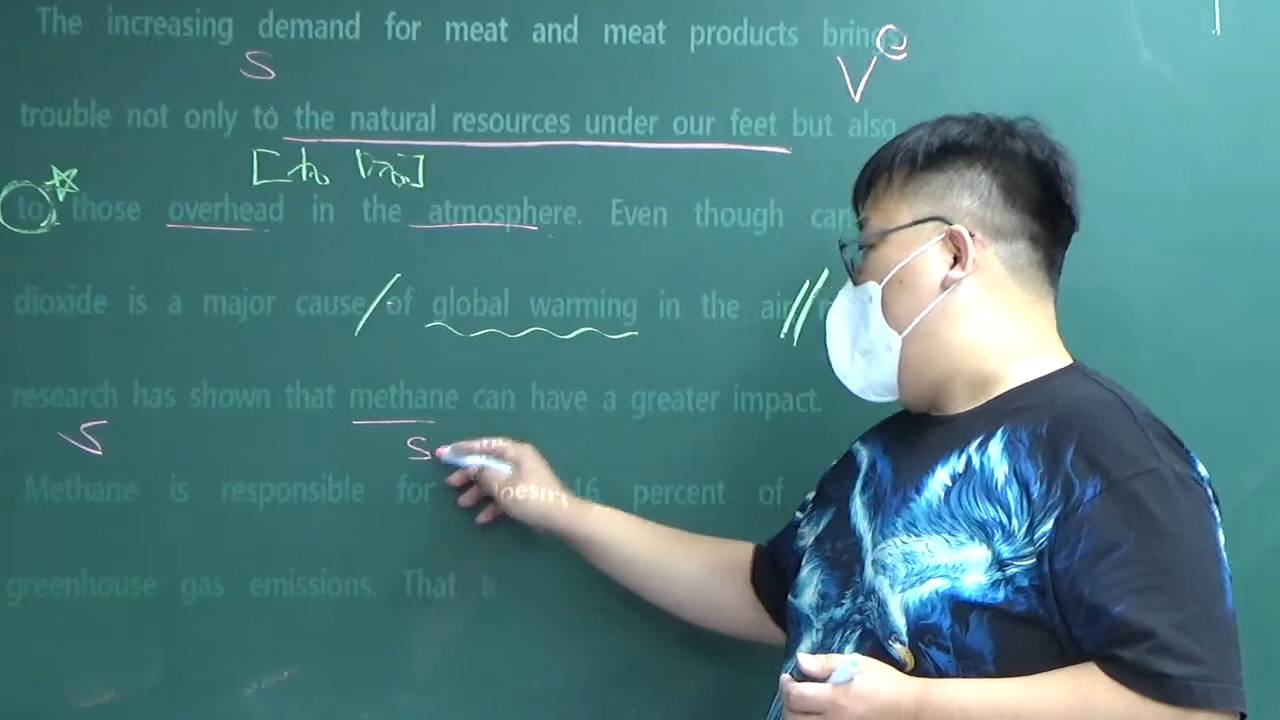 The increasing demand for meat and meat products brings
S
V
trouble not only to the natural resources under our feet but also
to those overhead in the atmosphere. Even though
dioxide is a major cause of global warming in the air
research has shown that methane can have a greater impact.
S
S
Methane is responsible for 16 percent of
greenhouse gas emissions. That